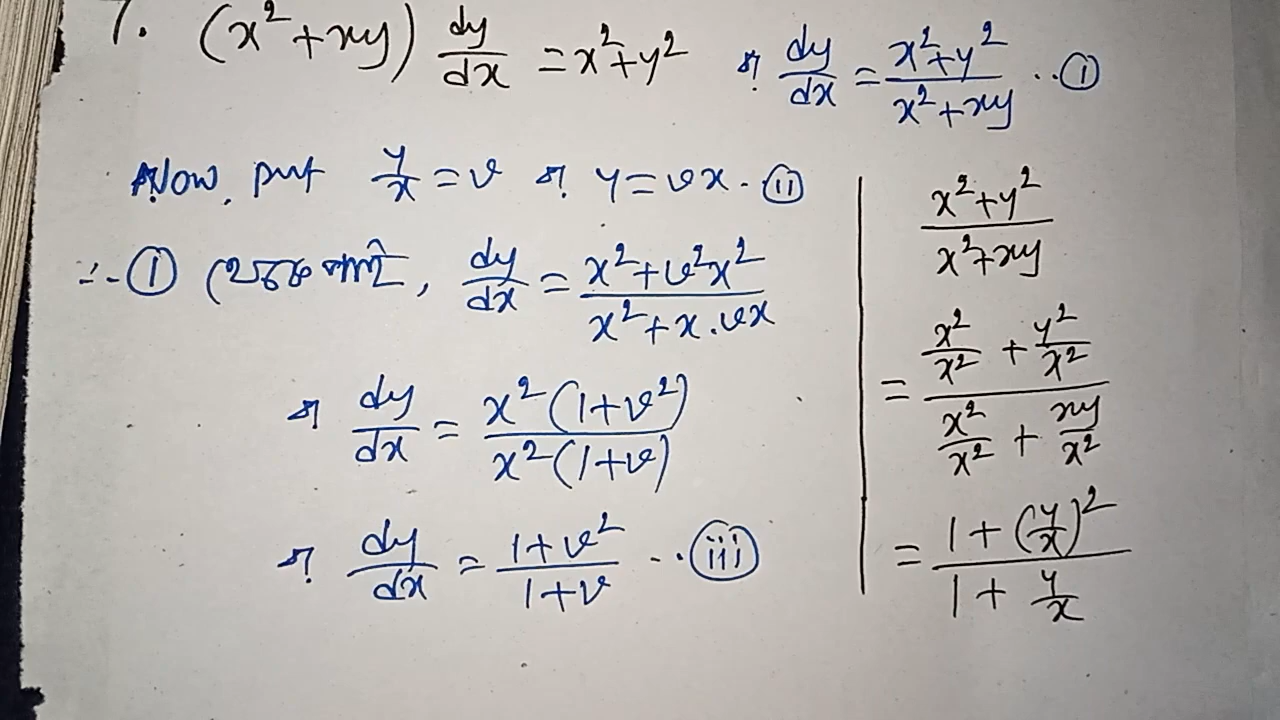 7. (x²+xy) dy/dx = x²+y² বা, dy/dx = (x²+y²)/(x²+xy) ..(i)
Now, put y/x = v বা, y = vx. (ii)
∴ (i) থেকে পাই, dy/dx = (x²+v²x²)/(x²+x.vx)
বা dy/dx = x²(1+v²)/x²(1+v)
বা, dy/dx = (1+v²)/(1+v) ..(iii)
(x²+y²)/(x²+xy)
= (x²/x² + y²/x²)/(x²/x² + xy/x²)
= (1+(y/x)²)/(1+y/x)